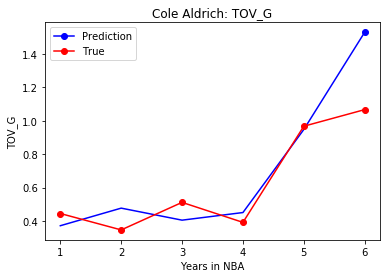 Cole Aldrich: TOV_G
Prediction
True
TOV_G
1.4
1.2
1.0
0.8
0.6
0.4
1 2 3 4 5 6
Years in NBA